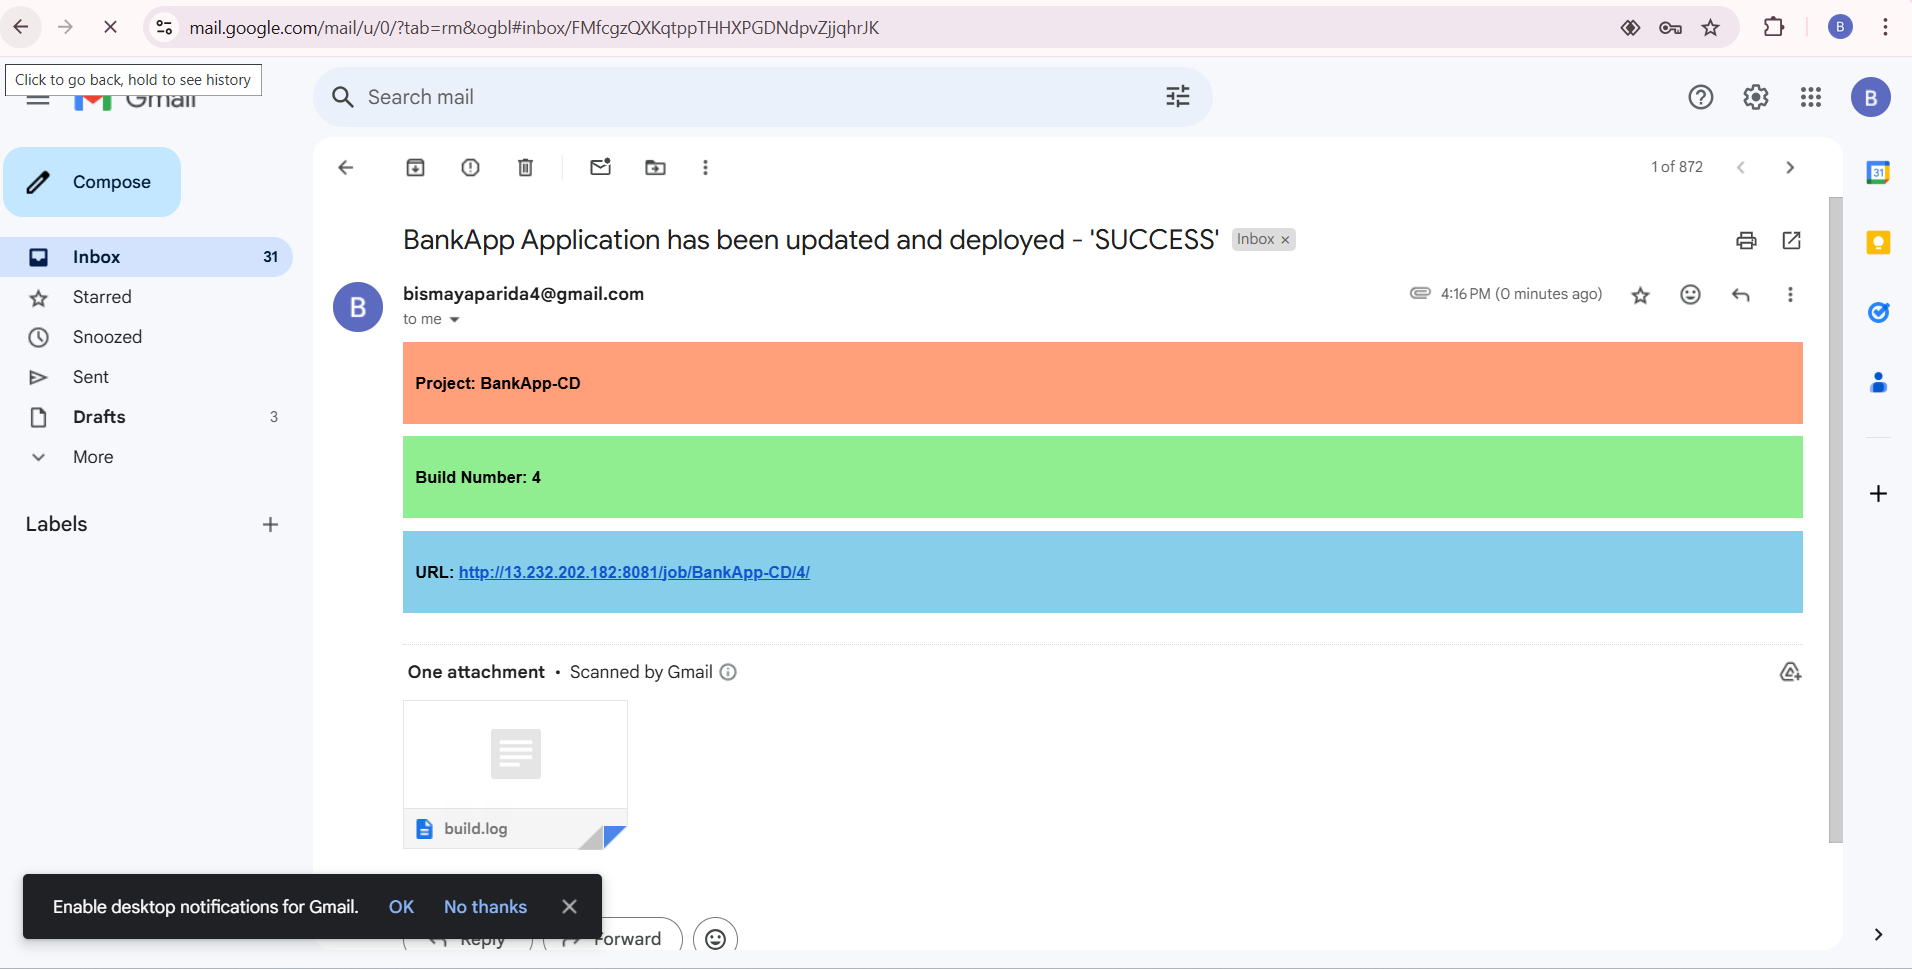 mail.google.com/mail/u/0/?tab=rm&ogbl#inbox/FMfcgzQXKqtppTHHXPGDNdpvZjjqhrJK
B
Click to go back, hold to see history
Gmail
Search mail
B
Compose
1 of 872
31
BankApp Application has been updated and deployed - 'SUCCESS' Inbox ×
Inbox 31
Starred
Snoozed
Sent
Drafts 3
More
Labels
B
bismayaparida4@gmail.com
4:16 PM (0 minutes ago)
to me
Project: BankApp-CD
Build Number: 4
URL: http://13.232.202.182:8081/job/BankApp-CD/4/
One attachment • Scanned by Gmail
build.log
Enable desktop notifications for Gmail. OK No thanks
Reply Forward